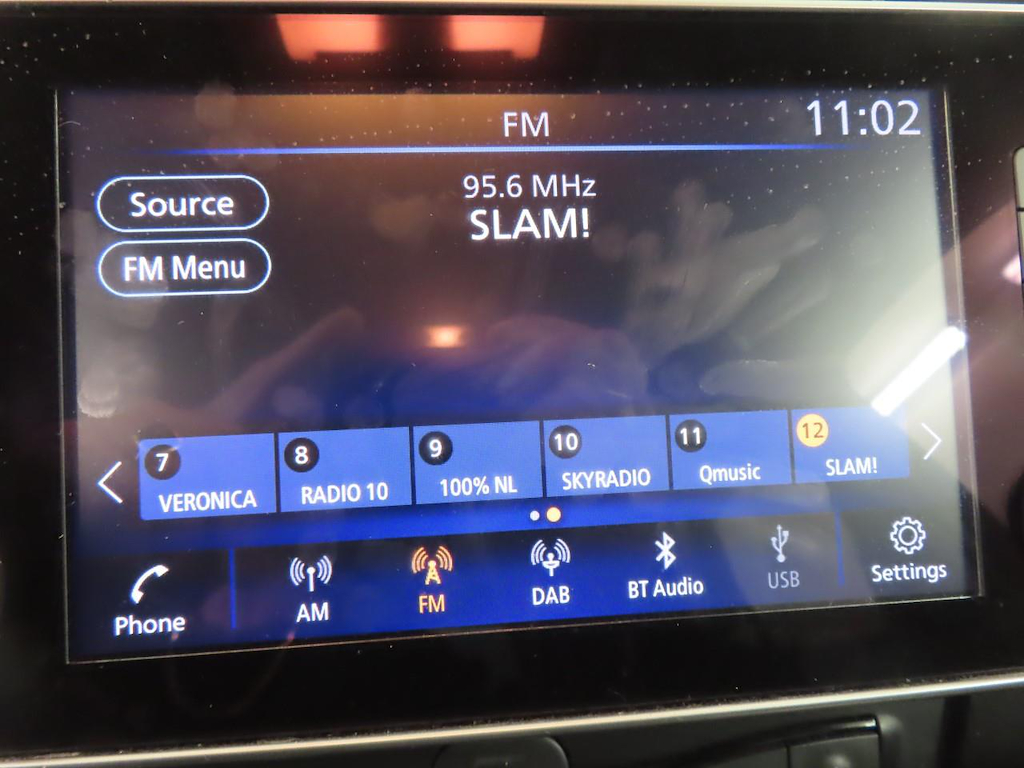 FM
11:02
Source
95.6 MHz
SLAM!
FM Menu
7
VERONICA
8
RADIO 10
9
100% NL
10
SKYRADIO
11
Qmusic
12
SLAM!
Phone
AM
FM
DAB
BT Audio
USB
Settings